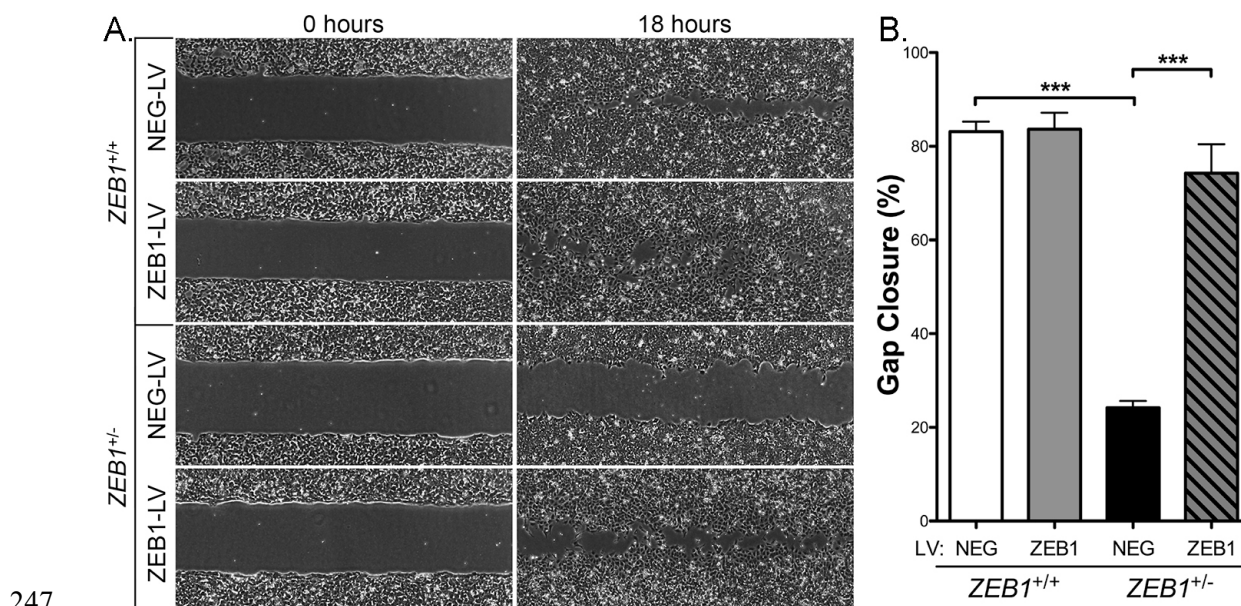 A.
0 hours
18 hours
ZEB1+/+
NEG-LV
ZEB1-LV
ZEB1+/-
NEG-LV
ZEB1-LV
B.
Gap Closure (%)
100
80
60
40
20
0
***
***
LV: NEG ZEB1 NEG ZEB1
ZEB1+/+ ZEB1+/-
247